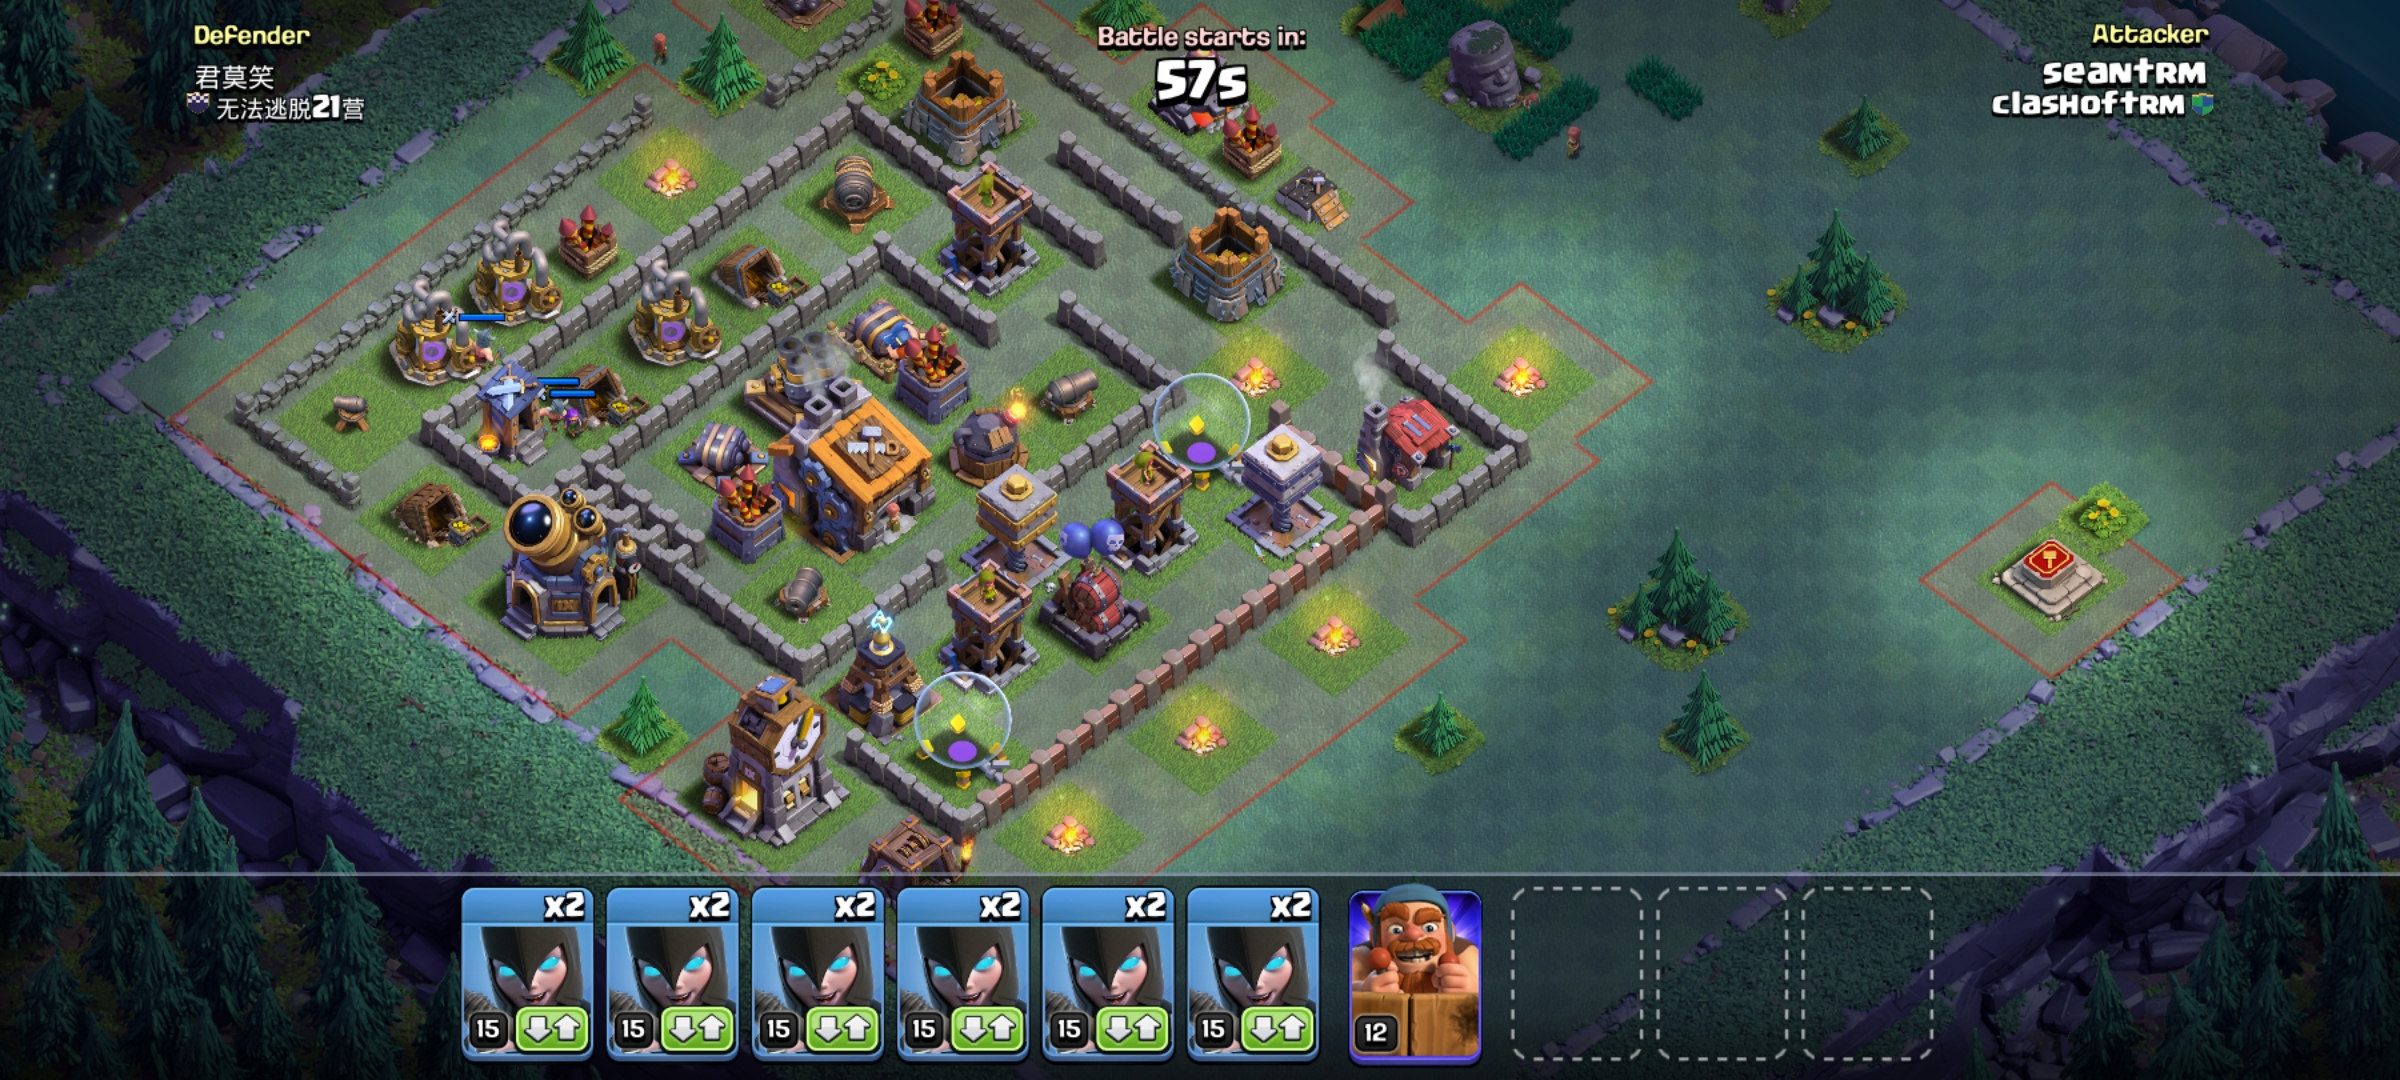 Defender
君莫笑
无法逃脱21营
Battle starts in:
57s
Attacker
seantRM
clashoftRM
x2
x2
x2
x2
x2
x2
15
15
15
15
15
15
12